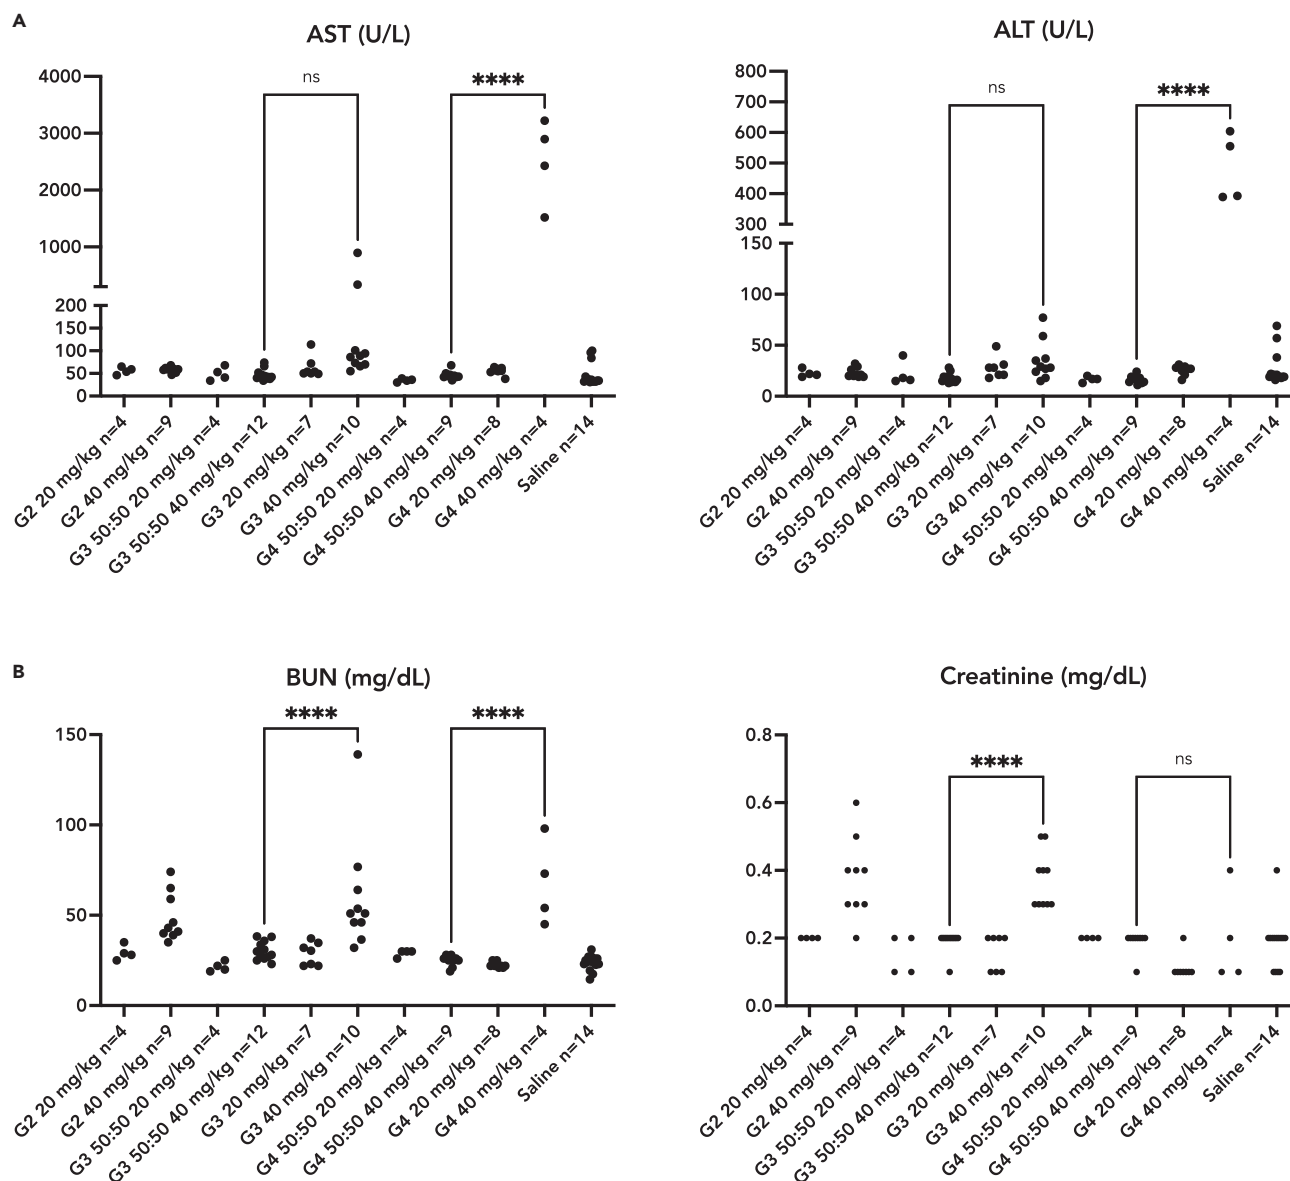 A
AST (U/L)
4000
3000
2000
1000
200
150
100
50
0
ns
****
G2 20 mg/kg n=4
G2 40 mg/kg n=9
G3 50:50 20 mg/kg n=4
G3 50:50 40 mg/kg n=12
G3 20 mg/kg n=7
G3 40 mg/kg n=10
G4 50:50 20 mg/kg n=4
G4 50:50 40 mg/kg n=9
G4 20 mg/kg n=8
G4 40 mg/kg n=4
Saline n=14
ALT (U/L)
800
700
600
500
400
300
150
100
50
0
ns
****
G2 20 mg/kg n=4
G2 40 mg/kg n=9
G3 50:50 20 mg/kg n=4
G3 50:50 40 mg/kg n=12
G3 20 mg/kg n=7
G3 40 mg/kg n=10
G4 50:50 20 mg/kg n=4
G4 50:50 40 mg/kg n=9
G4 20 mg/kg n=8
G4 40 mg/kg n=4
Saline n=14
B
BUN (mg/dL)
150
100
50
0
****
****
G2 20 mg/kg n=4
G2 40 mg/kg n=9
G3 50:50 20 mg/kg n=4
G3 50:50 40 mg/kg n=12
G3 20 mg/kg n=7
G3 40 mg/kg n=10
G4 50:50 20 mg/kg n=4
G4 50:50 40 mg/kg n=9
G4 20 mg/kg n=8
G4 40 mg/kg n=4
Saline n=14
Creatinine (mg/dL)
0.8
0.6
0.4
0.2
0.0
****
ns
G2 20 mg/kg n=4
G2 40 mg/kg n=9
G3 50:50 20 mg/kg n=4
G3 50:50 40 mg/kg n=12
G3 20 mg/kg n=7
G3 40 mg/kg n=10
G4 50:50 20 mg/kg n=4
G4 50:50 40 mg/kg n=9
G4 20 mg/kg n=8
G4 40 mg/kg n=4
Saline n=14